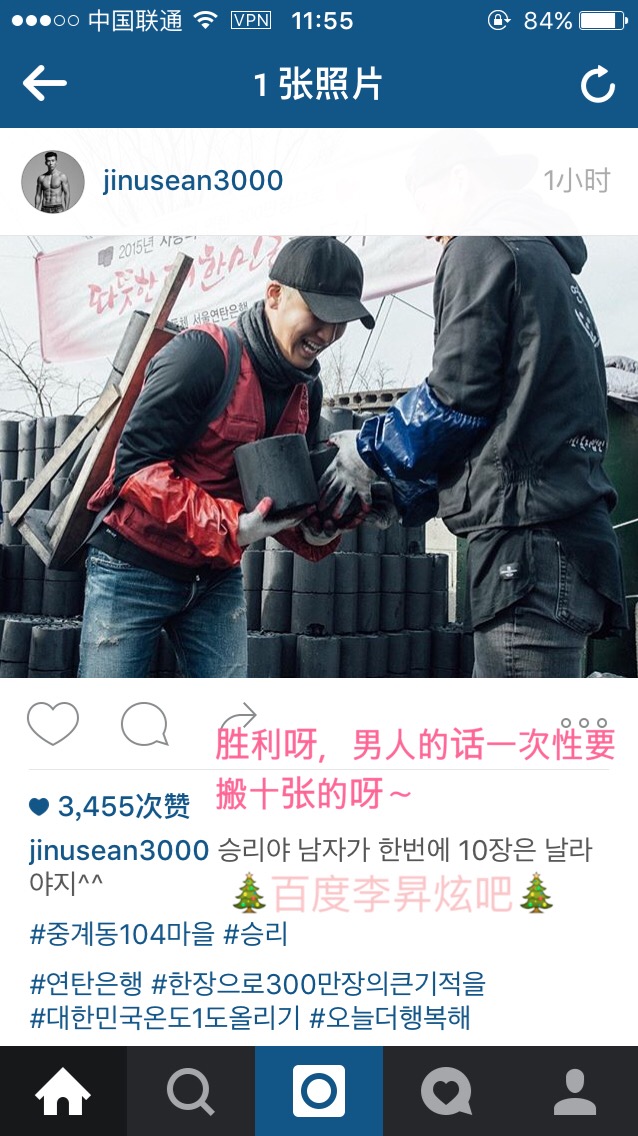 中国联通 VPN 11:55 84%
1 张照片
jinusean3000 1小时
2015년
따뜻한 대한민국
서울연탄은행
胜利呀，男人的话一次性要
搬十张的呀～
3,455次赞
jinusean3000 승리야 남자가 한번에 10장은 날라
야지^^
🎄百度李昇炫吧🎄
#중계동104마을 #승리
#연탄은행 #한장으로300만장의큰기적을
#대한민국온도1도올리기 #오늘더행복해